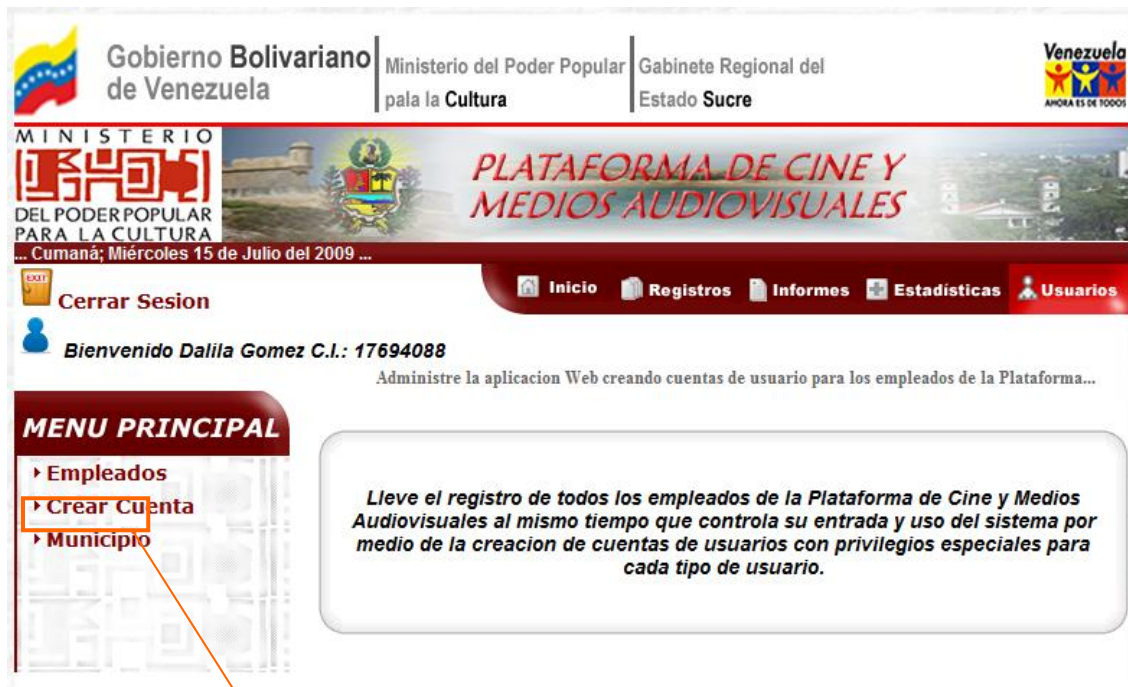 Gobierno Bolivariano
de Venezuela
Ministerio del Poder Popular
pala la Cultura
Gabinete Regional del
Estado Sucre
Venezuela
AHORA ES DE TODOS
MINISTERIO
DEL PODER POPULAR
PARA LA CULTURA
PLATAFORMA DE CINE Y
MEDIOS AUDIOVISUALES
... Cumaná; Miércoles 15 de Julio del 2009 ...
EXIT
Cerrar Sesion
Inicio
Registros
Informes
Estadísticas
Usuarios
Bienvenido Dalila Gomez C.I.: 17694088
Administre la aplicacion Web creando cuentas de usuario para los empleados de la Plataforma...
MENU PRINCIPAL
Empleados
Crear Cuenta
Municipio
Lleve el registro de todos los empleados de la Plataforma de Cine y Medios
Audiovisuales al mismo tiempo que controla su entrada y uso del sistema por
medio de la creacion de cuentas de usuarios con privilegios especiales para
cada tipo de usuario.